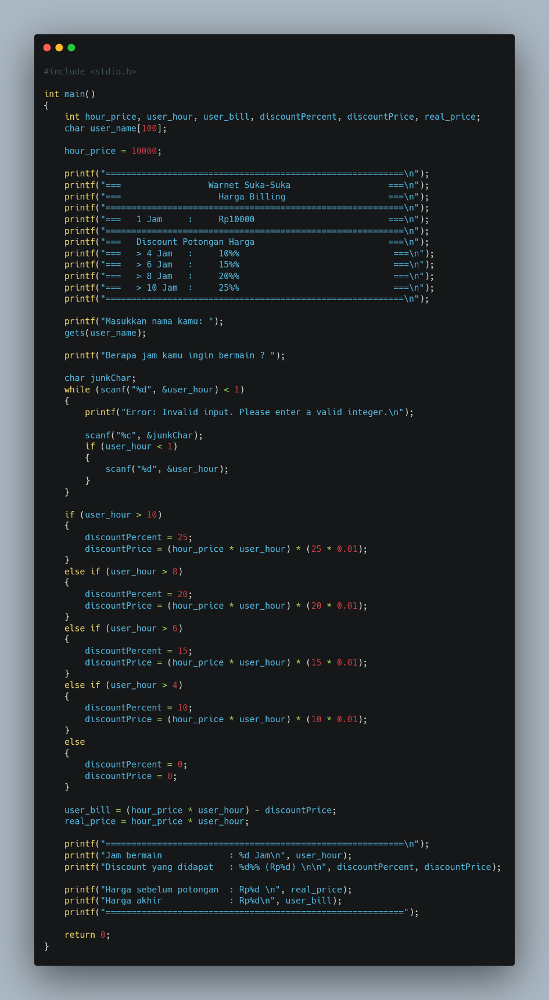 #include <stdio.h>

int main()
{
    int hour_price, user_hour, user_bill, discountPercent, discountPrice, real_price;
    char user_name[100];

    hour_price = 10000;

    printf("==========================================================\n");
    printf("===                 Warnet Suka-Suka                   ===\n");
    printf("===                   Harga Billing                    ===\n");
    printf("==========================================================\n");
    printf("===   1 Jam     :     Rp10000                          ===\n");
    printf("==========================================================\n");
    printf("===   Discount Potongan Harga                          ===\n");
    printf("===   > 4 Jam   :     10%%                              ===\n");
    printf("===   > 6 Jam   :     15%%                              ===\n");
    printf("===   > 8 Jam   :     20%%                              ===\n");
    printf("===   > 10 Jam  :     25%%                              ===\n");
    printf("==========================================================\n");

    printf("Masukkan nama kamu: ");
    gets(user_name);

    printf("Berapa jam kamu ingin bermain ? ");

    char junkChar;
    while (scanf("%d", &user_hour) < 1)
    {
        printf("Error: Invalid input. Please enter a valid integer.\n");

        scanf("%c", &junkChar);
        if (user_hour < 1)
        {
            scanf("%d", &user_hour);
        }
    }

    if (user_hour > 10)
    {
        discountPercent = 25;
        discountPrice = (hour_price * user_hour) * (25 * 0.01);
    }
    else if (user_hour > 8)
    {
        discountPercent = 20;
        discountPrice = (hour_price * user_hour) * (20 * 0.01);
    }
    else if (user_hour > 6)
    {
        discountPercent = 15;
        discountPrice = (hour_price * user_hour) * (15 * 0.01);
    }
    else if (user_hour > 4)
    {
        discountPercent = 10;
        discountPrice = (hour_price * user_hour) * (10 * 0.01);
    }
    else
    {
        discountPercent = 0;
        discountPrice = 0;
    }

    user_bill = (hour_price * user_hour) - discountPrice;
    real_price = hour_price * user_hour;

    printf("==========================================================\n");
    printf("Jam bermain             : %d Jam\n", user_hour);
    printf("Discount yang didapat   : %d%% (Rp%d) \n\n", discountPercent, discountPrice);

    printf("Harga sebelum potongan  : Rp%d \n", real_price);
    printf("Harga akhir             : Rp%d\n", user_bill);
    printf("==========================================================");

    return 0;
}